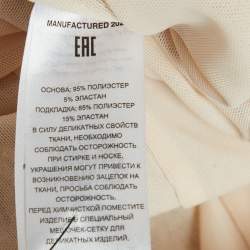 MANUFACTURED 202
EAC
ОСНОВА: 95% ПОЛИЭСТЕР
5% ЭЛАСТАН
ПОДКЛАДКА: 85% ПОЛИЭСТЕР
15% ЭЛАСТАН
В СИЛУ ДЕЛИКАТНЫХ СВОЙСТВ
ТКАНИ, НЕОБХОДИМО
СОБЛЮДАТЬ ОСТОРОЖНОСТЬ
ПРИ СТИРКЕ И НОСКЕ.
УКРАШЕНИЯ МОГУТ ПРИВЕСТИ К
ВОЗНИКНОВЕНИЮ ЗАЦЕПОК НА
ТКАНИ, ПРОСЬБА СОБЛЮДАТЬ
ОСТОРОЖНОСТЬ.
ПЕРЕД ХИМЧИСТКОЙ ПОМЕСТИТЕ
ИЗДЕЛИЕ В СПЕЦИАЛЬНЫЙ
МЕШОЧЕК-СЕТКУ ДЛЯ
ДЕЛИКАТНЫХ ИЗДЕЛИЙ.